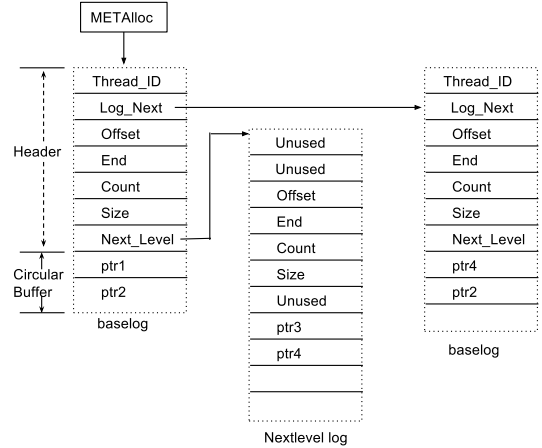 METAlloc
Header
Circular
Buffer
Thread_ID
Log_Next
Offset
End
Count
Size
Next_Level
ptr1
ptr2
baselog
Unused
Unused
Offset
End
Count
Size
Unused
ptr3
ptr4
Nextlevel log
Thread_ID
Log_Next
Offset
End
Count
Size
Next_Level
ptr4
ptr2
baselog